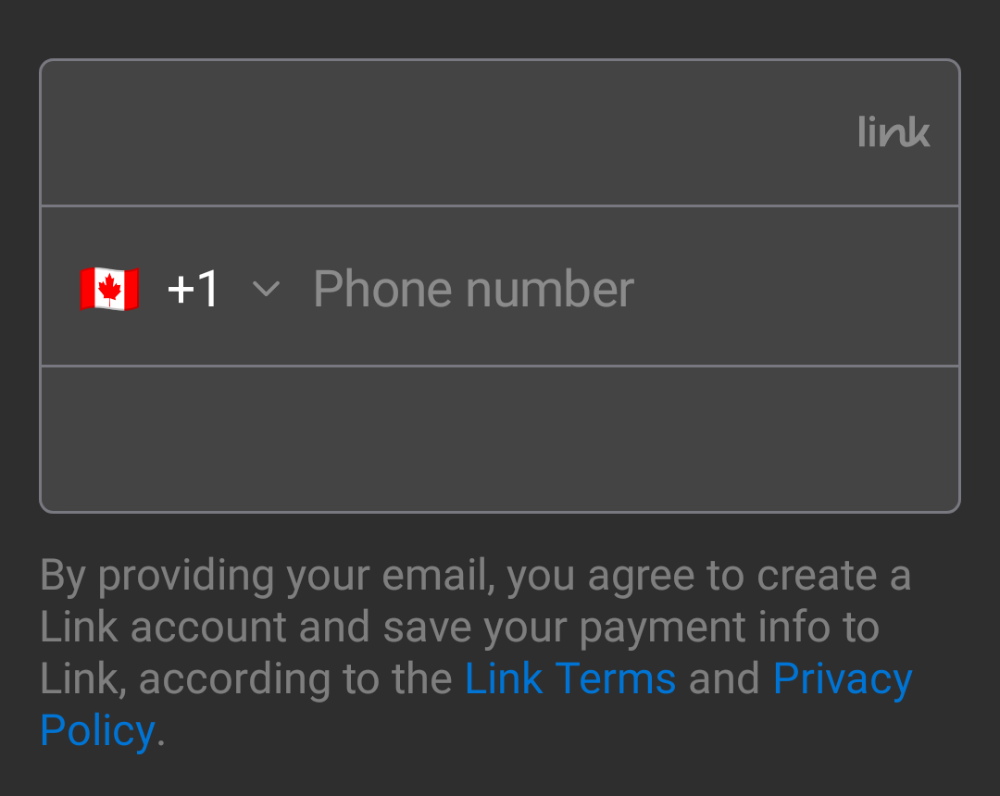 link
+1 Phone number
By providing your email, you agree to create a
Link account and save your payment info to
Link, according to the Link Terms and Privacy
Policy.